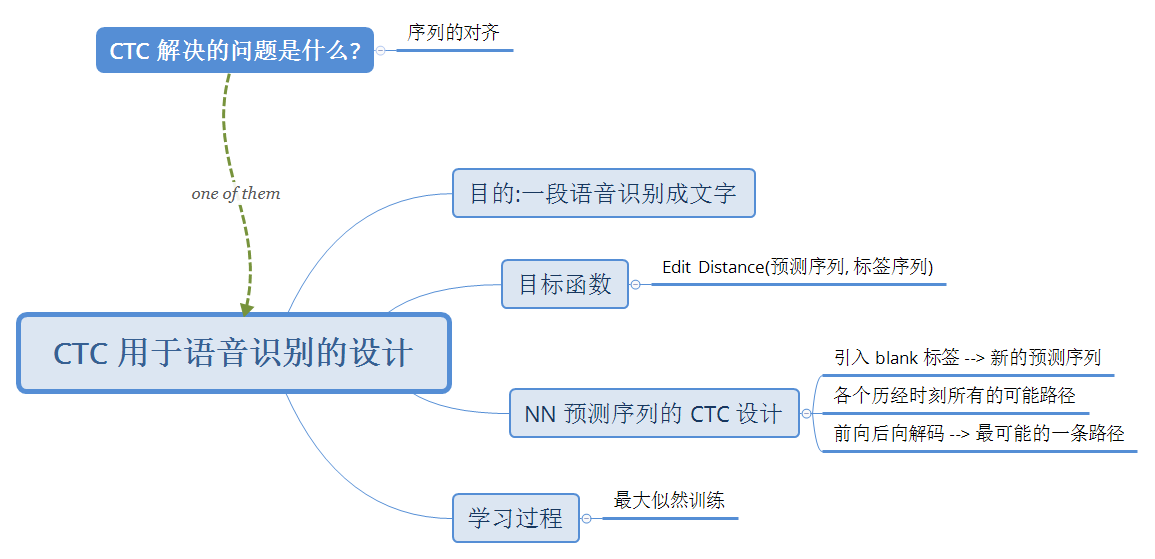 CTC 解决的问题是什么?
序列的对齐
one of them
目的:一段语音识别成文字
目标函数
Edit Distance(预测序列, 标签序列)
CTC 用于语音识别的设计
NN 预测序列的 CTC 设计
引入 blank 标签 --> 新的预测序列
各个历经时刻所有的可能路径
前向后向解码 --> 最可能的一条路径
学习过程
最大似然训练